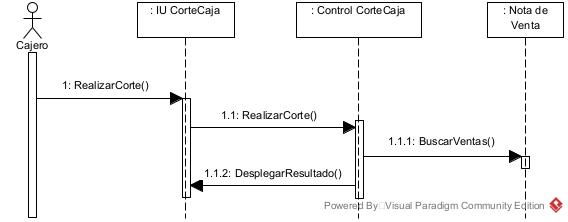 : IU CorteCaja
: Control CorteCaja
: Nota de
Venta
Cajero
1: RealizarCorte()
1.1: RealizarCorte()
1.1.1: BuscarVentas()
1.1.2: DesplegarResultado()
Powered By Visual Paradigm Community Edition